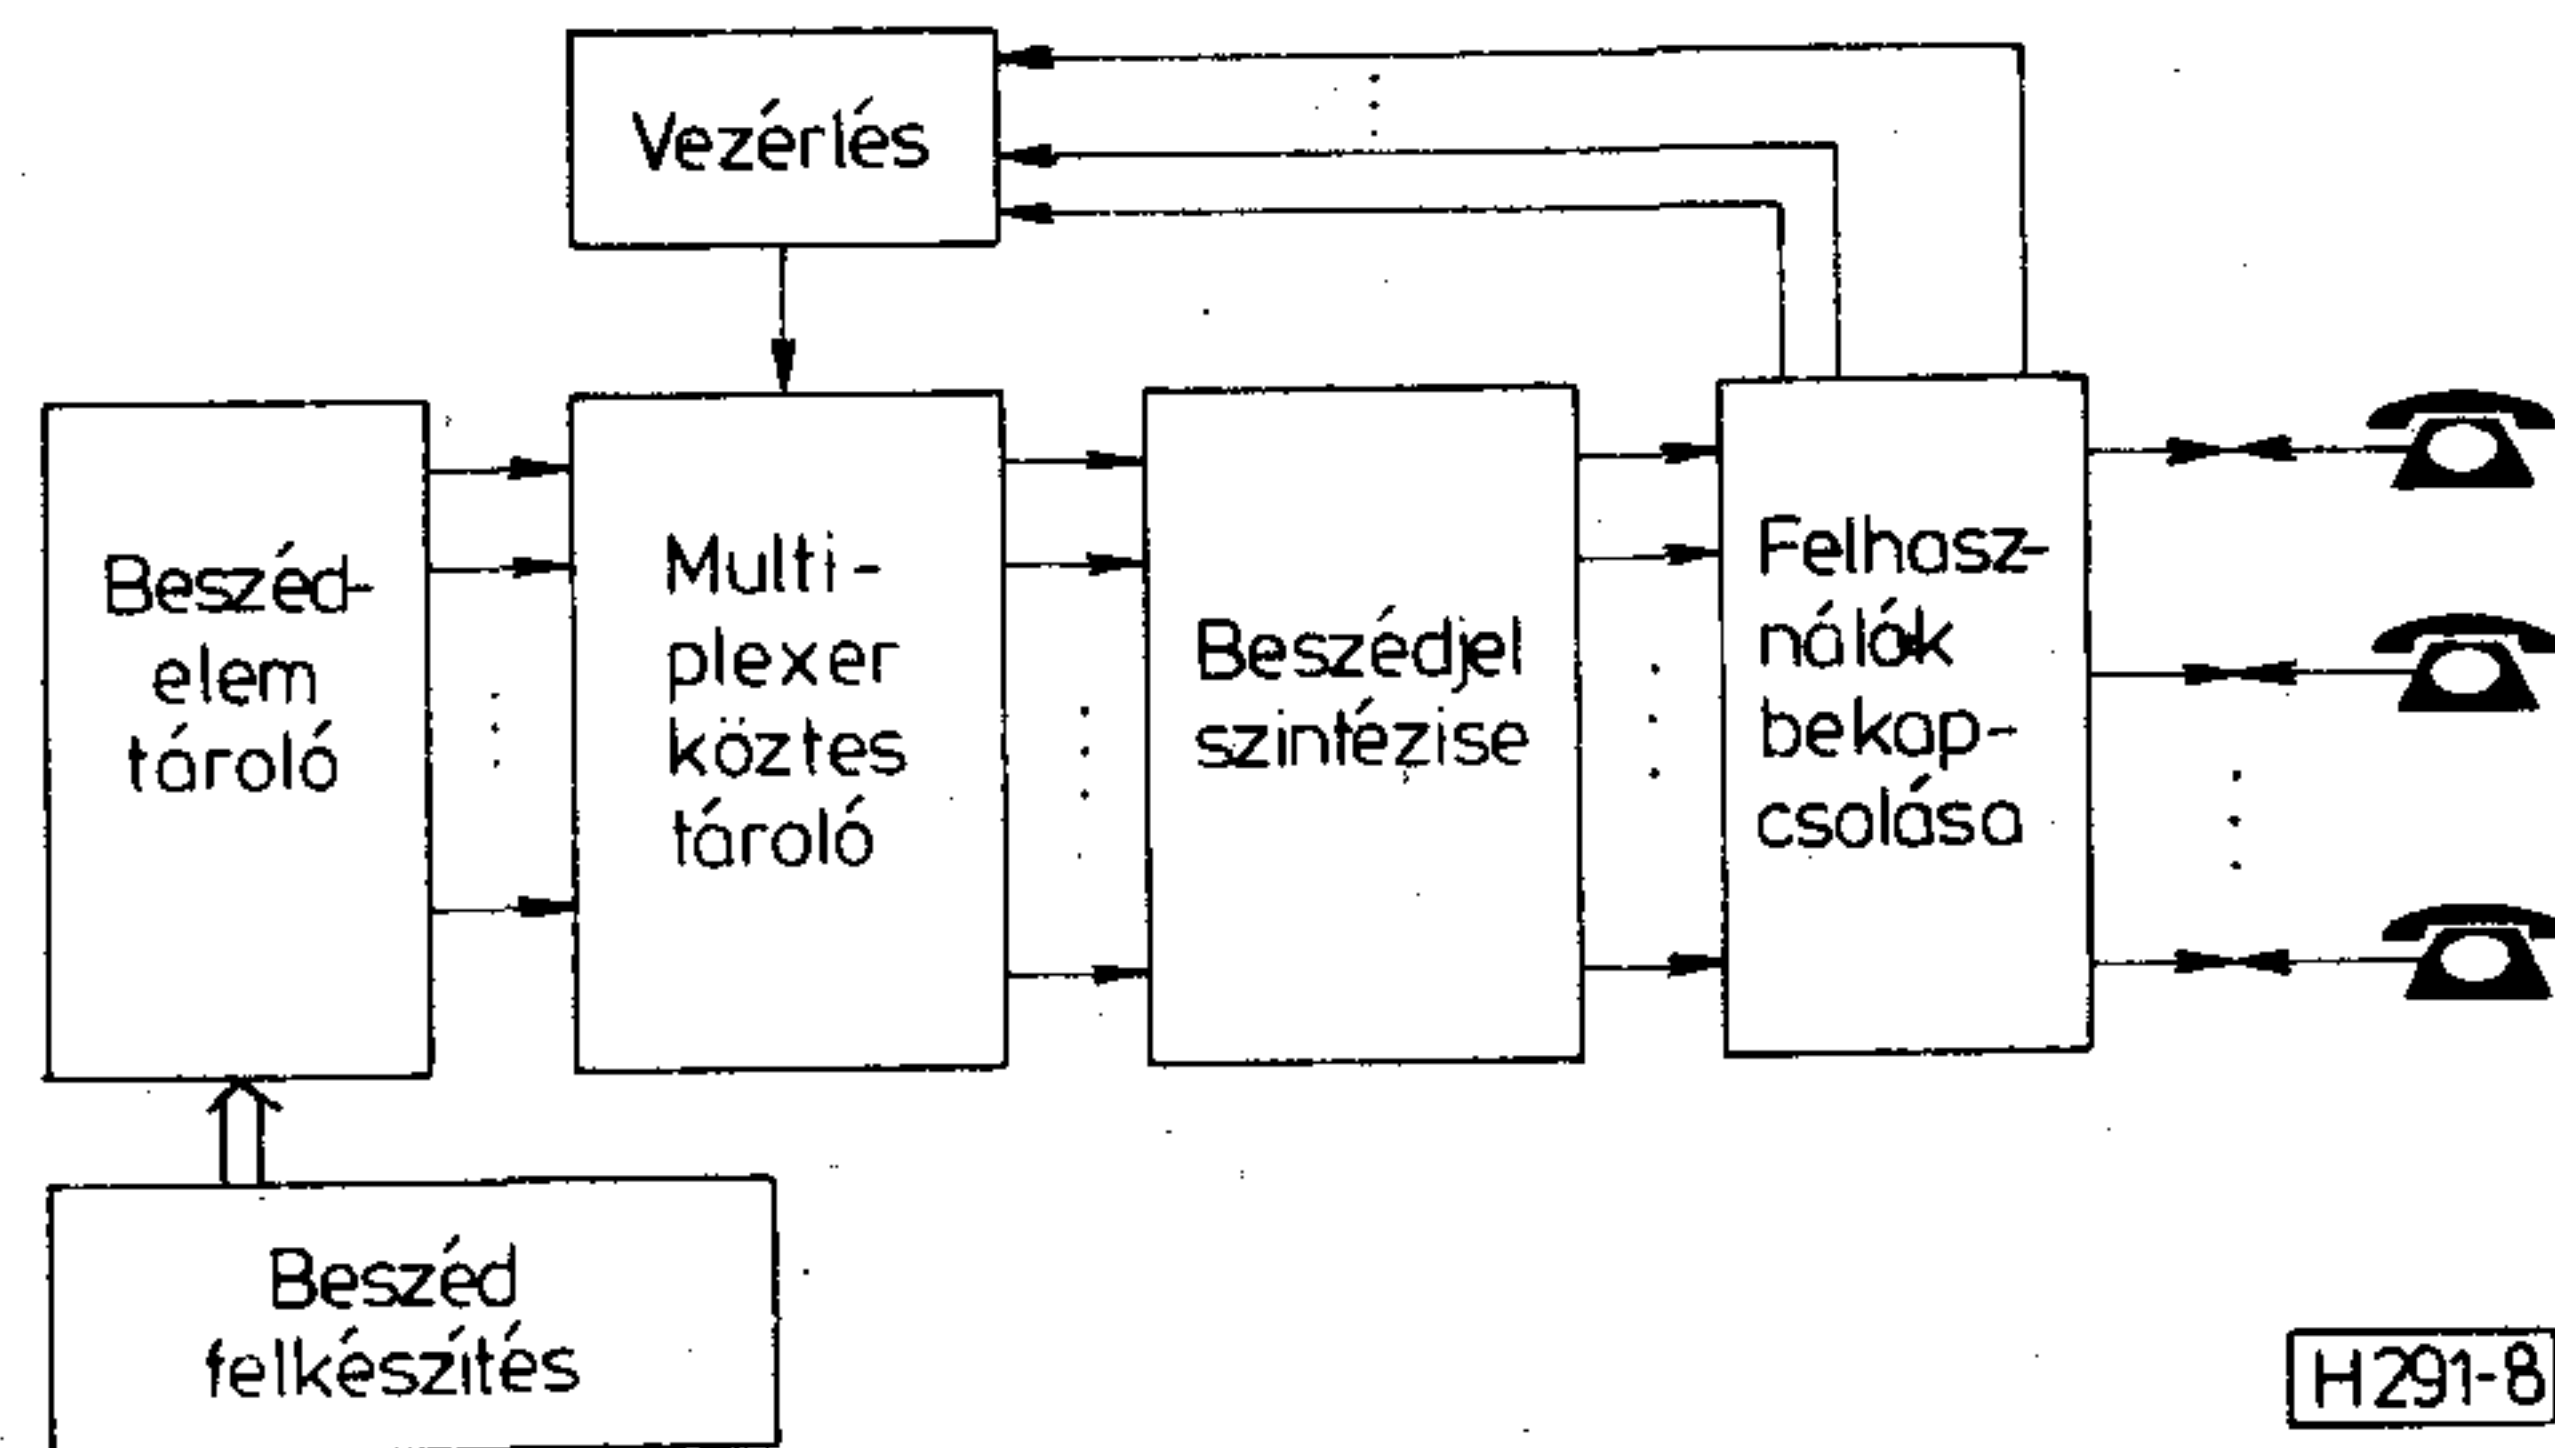 Vezérlés
Beszéd-
elem
tároló
Multi-
plexer
köztes
tároló
Beszédjel
szintézise
Felhasz-
nálók
bekap-
csolása
Beszéd
felkészítés
H291-8